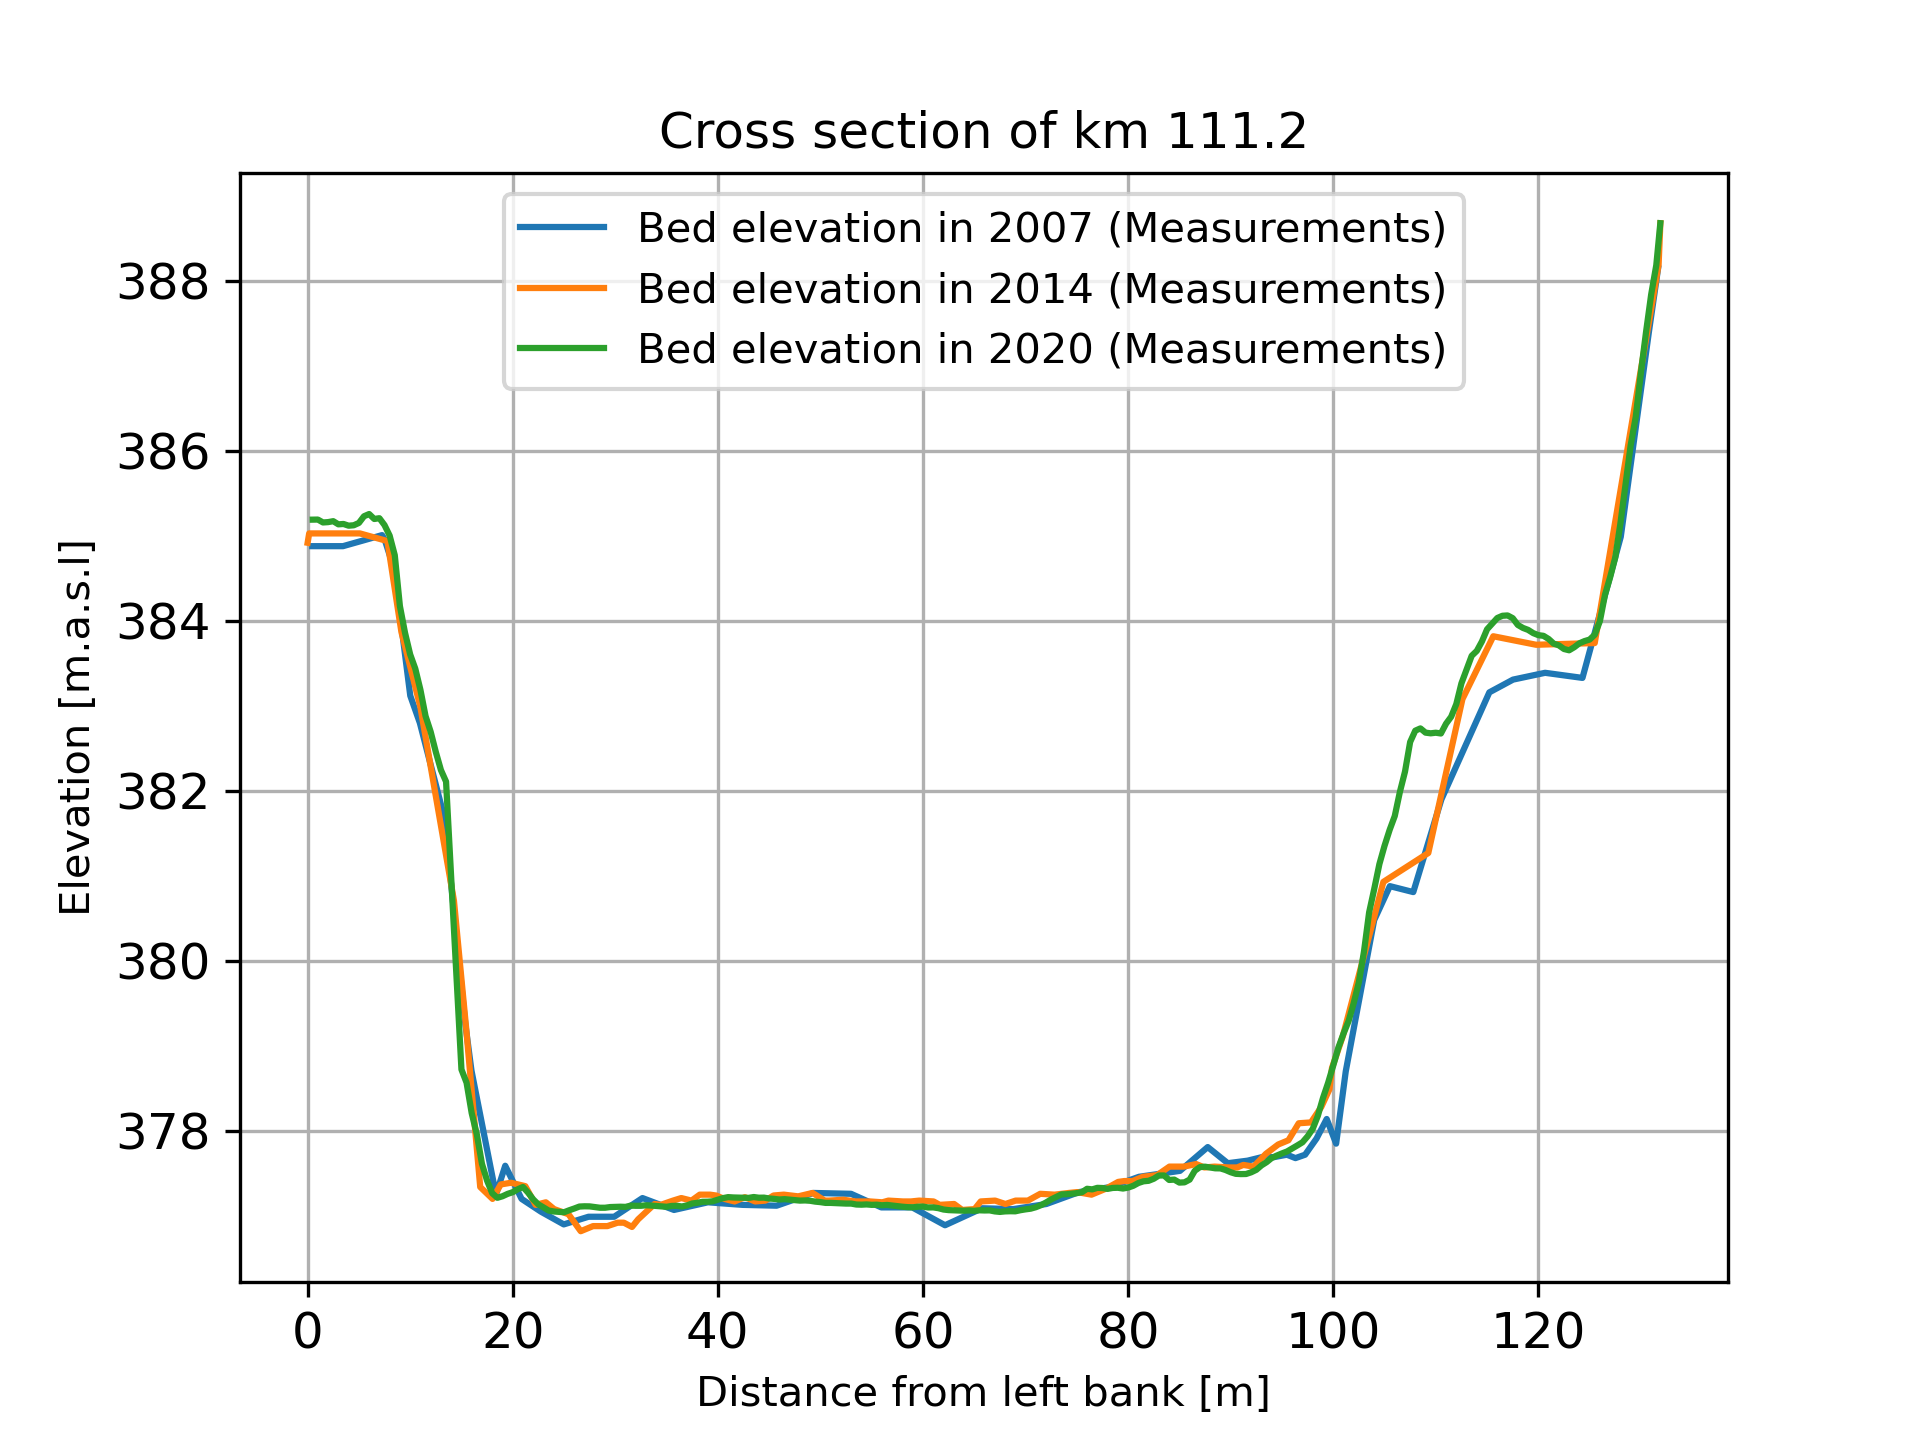 Cross section of km 111.2
Bed elevation in 2007 (Measurements)
Bed elevation in 2014 (Measurements)
Bed elevation in 2020 (Measurements)
388
386
384
382
380
378
Elevation [m.a.s.l]
0 20 40 60 80 100 120
Distance from left bank [m]